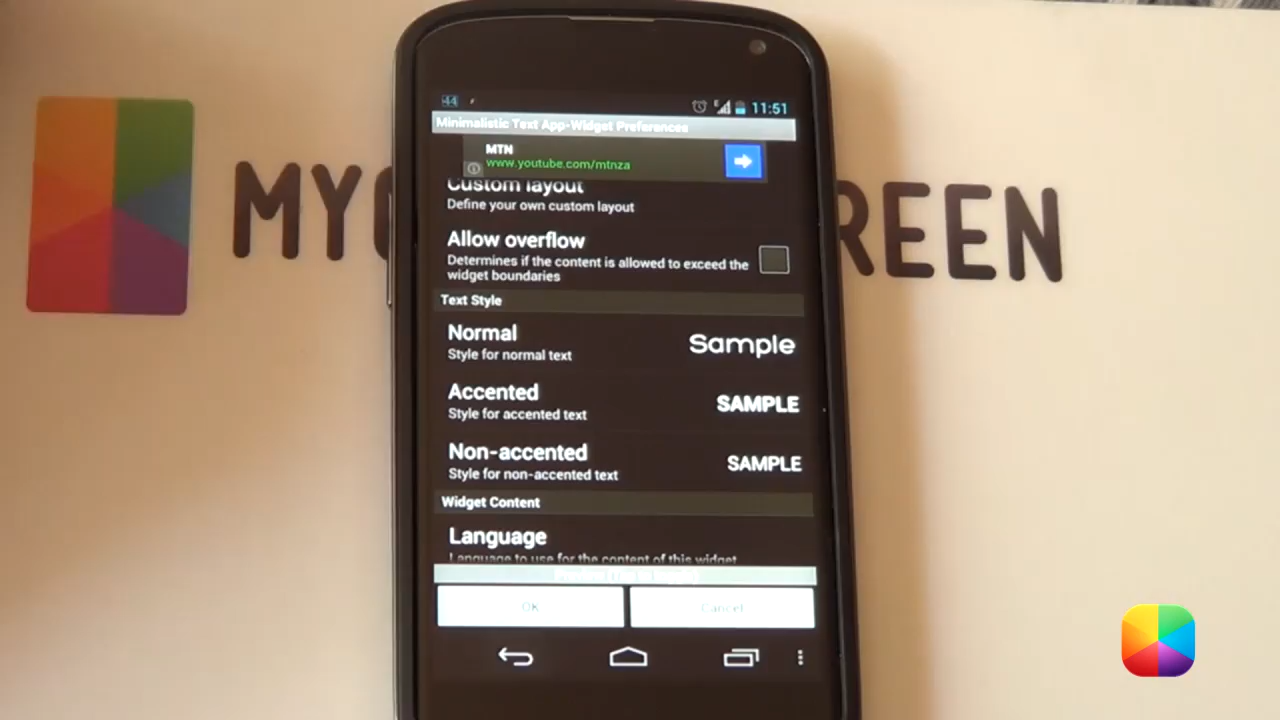 44
11:51
Minimalistic Text App-Widget Preferences
MTN
www.youtube.com/mtnza
Custom layout
Define your own custom layout
Allow overflow
Determines if the content is allowed to exceed the
widget boundaries
Text Style
Normal
Style for normal text
Sample
Accented
Style for accented text
SAMPLE
Non-accented
Style for non-accented text
SAMPLE
Widget Content
Language
Language to use for the content of this widget
OK
Cancel
MY
REEN